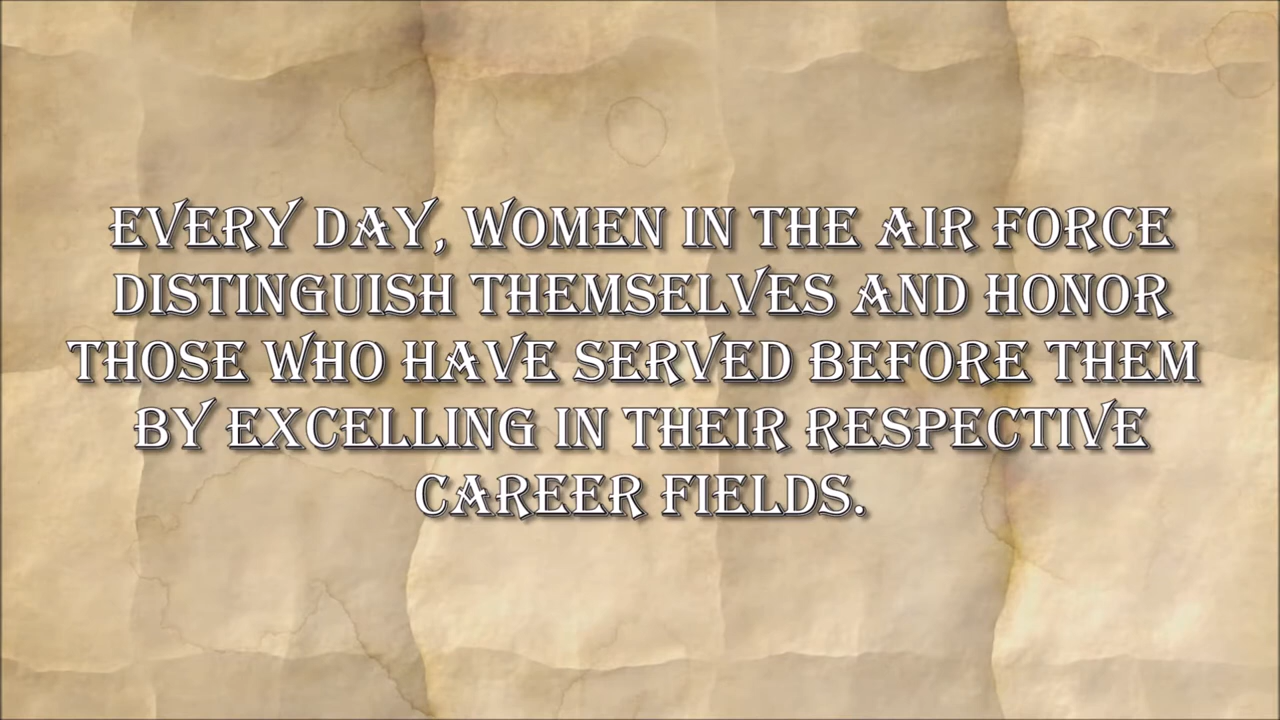 EVERY DAY, WOMEN IN THE AIR FORCE
DISTINGUISH THEMSELVES AND HONOR
THOSE WHO HAVE SERVED BEFORE THEM
BY EXCELLING IN THEIR RESPECTIVE
CAREER FIELDS.